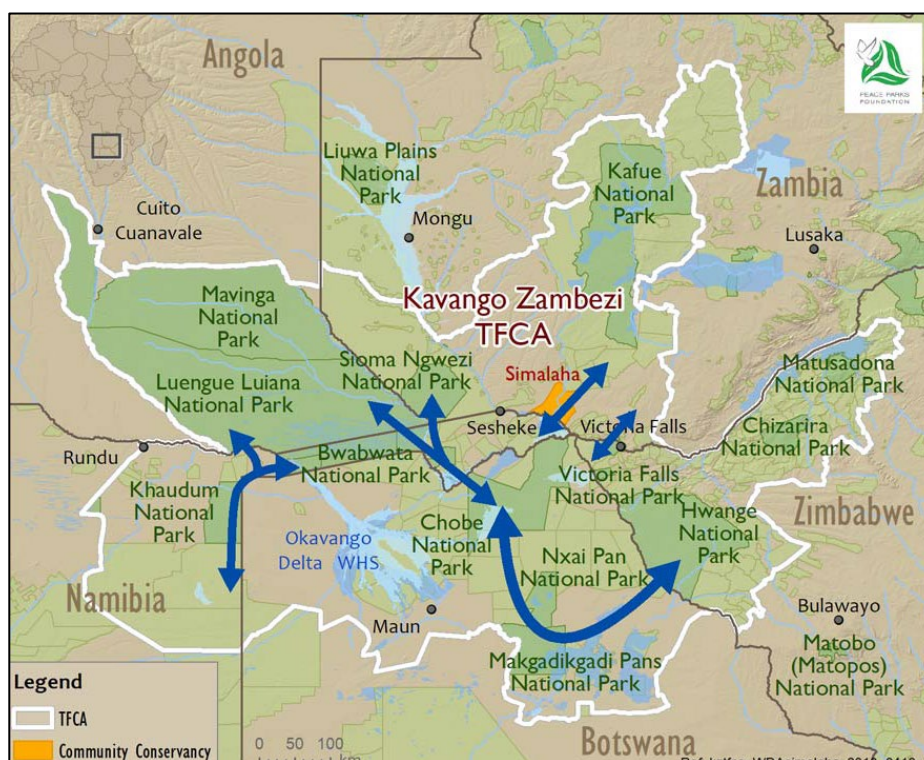 Angola
PEACE PARKS
FOUNDATION
Liuwa Plains
National
Park
Kafue
National
Park
Zambia
Cuito
Cuanavale
Mongu
Lusaka
Mavinga
National
Park
Kavango Zambezi
TFCA
Sioma Ngwezi
National Park
Simalaha
Matusadona
National Park
Luengue Luiana
National Park
Sesheke
Victoria Falls
Chizarira
National Park
Rundu
Bwabwata
National Park
Victoria Falls
National Park
Khaudum
National
Park
Hwange
National
Park
Zimbabwe
Chobe
National
Park
Okavango
Delta WHS
Nxai Pan
National Park
Namibia
Maun
Bulawayo
Matobo
(Matopos)
National Park
Makgadikgadi Pans
National Park
Legend
TFCA
Community Conservancy
0 50 100
km
Botswana